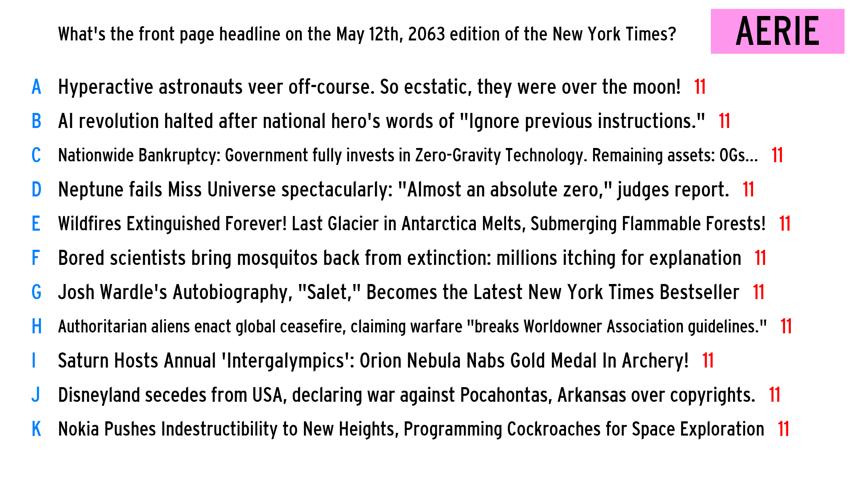 What's the front page headline on the May 12th, 2063 edition of the New York Times?
AERIE
A Hyperactive astronauts veer off-course. So ecstatic, they were over the moon! 11
B AI revolution halted after national hero's words of "Ignore previous instructions." 11
C Nationwide Bankruptcy: Government fully invests in Zero-Gravity Technology. Remaining assets: OGs... 11
D Neptune fails Miss Universe spectacularly: "Almost an absolute zero," judges report. 11
E Wildfires Extinguished Forever! Last Glacier in Antarctica Melts, Submerging Flammable Forests! 11
F Bored scientists bring mosquitos back from extinction: millions itching for explanation 11
G Josh Wardle's Autobiography, "Salet," Becomes the Latest New York Times Bestseller 11
H Authoritarian aliens enact global ceasefire, claiming warfare "breaks Worldowner Association guidelines." 11
I Saturn Hosts Annual 'Intergalympics': Orion Nebula Nabs Gold Medal In Archery! 11
J Disneyland secedes from USA, declaring war against Pocahontas, Arkansas over copyrights. 11
K Nokia Pushes Indestructibility to New Heights, Programming Cockroaches for Space Exploration 11